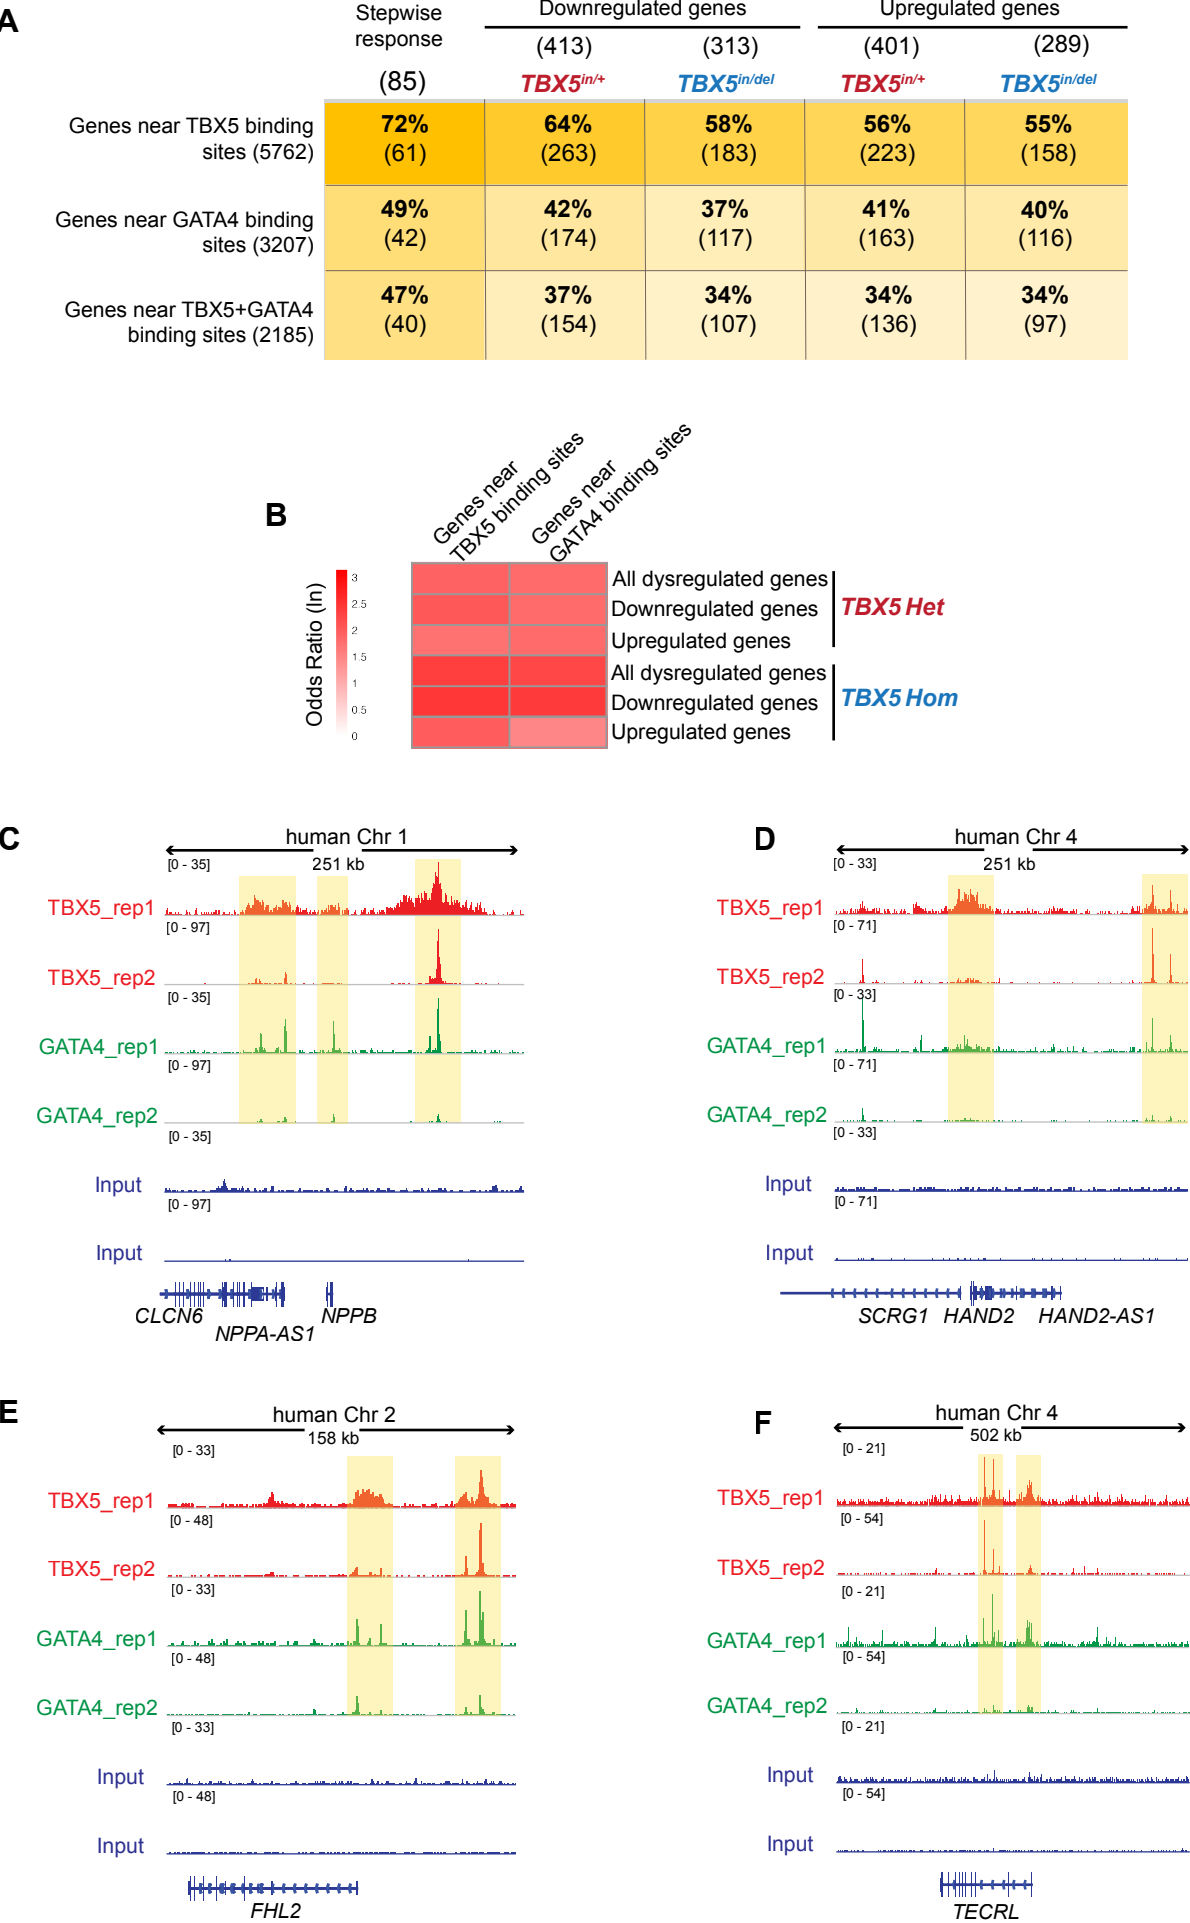 A
Stepwise
response
(85)
Downregulated genes
Upregulated genes
(413)
(313)
(401)
(289)
TBX5in/+
TBX5in/del
TBX5in/+
TBX5in/del
Genes near TBX5 binding
sites (5762)
72%
64%
58%
56%
55%
(61)
(263)
(183)
(223)
(158)
Genes near GATA4 binding
sites (3207)
49%
42%
37%
41%
40%
(42)
(174)
(117)
(163)
(116)
Genes near TBX5+GATA4
binding sites (2185)
47%
37%
34%
34%
34%
(40)
(154)
(107)
(136)
(97)
B
Genes near
TBX5 binding sites
Genes near
GATA4 binding sites
Odds Ratio (ln)
3
2.5
2
1.5
1
0.5
0
All dysregulated genes
Downregulated genes
Upregulated genes
TBX5 Het
All dysregulated genes
Downregulated genes
Upregulated genes
TBX5 Hom
C
human Chr 1
251 kb
[0 - 35]
TBX5_rep1
[0 - 97]
TBX5_rep2
[0 - 35]
GATA4_rep1
[0 - 97]
GATA4_rep2
[0 - 35]
Input
[0 - 97]
Input
CLCN6
NPPA-AS1
NPPB
D
human Chr 4
251 kb
[0 - 33]
TBX5_rep1
[0 - 71]
TBX5_rep2
[0 - 33]
GATA4_rep1
[0 - 71]
GATA4_rep2
[0 - 33]
Input
[0 - 71]
Input
SCRG1
HAND2
HAND2-AS1
E
human Chr 2
158 kb
[0 - 33]
TBX5_rep1
[0 - 48]
TBX5_rep2
[0 - 33]
GATA4_rep1
[0 - 48]
GATA4_rep2
[0 - 33]
Input
[0 - 48]
Input
FHL2
F
human Chr 4
502 kb
[0 - 21]
TBX5_rep1
[0 - 54]
TBX5_rep2
[0 - 21]
GATA4_rep1
[0 - 54]
GATA4_rep2
[0 - 21]
Input
[0 - 54]
Input
TECRL